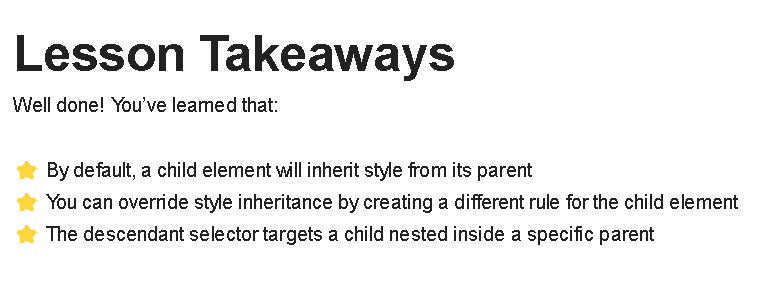 Lesson Takeaways
Well done! You’ve learned that:
By default, a child element will inherit style from its parent
You can override style inheritance by creating a different rule for the child element
The descendant selector targets a child nested inside a specific parent